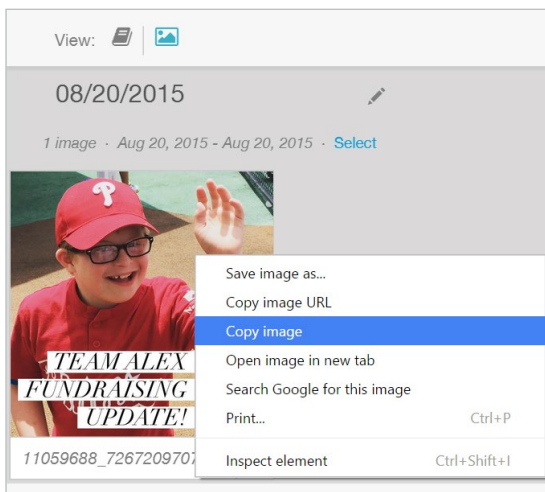 View:
08/20/2015
1 image · Aug 20, 2015 - Aug 20, 2015 · Select
P
Save image as...
Copy image URL
Copy image
Open image in new tab
Search Google for this image
Print... Ctrl+P
Inspect element Ctrl+Shift+I
TEAM ALEX
FUNDRAISING
UPDATE!
11059688_726720970